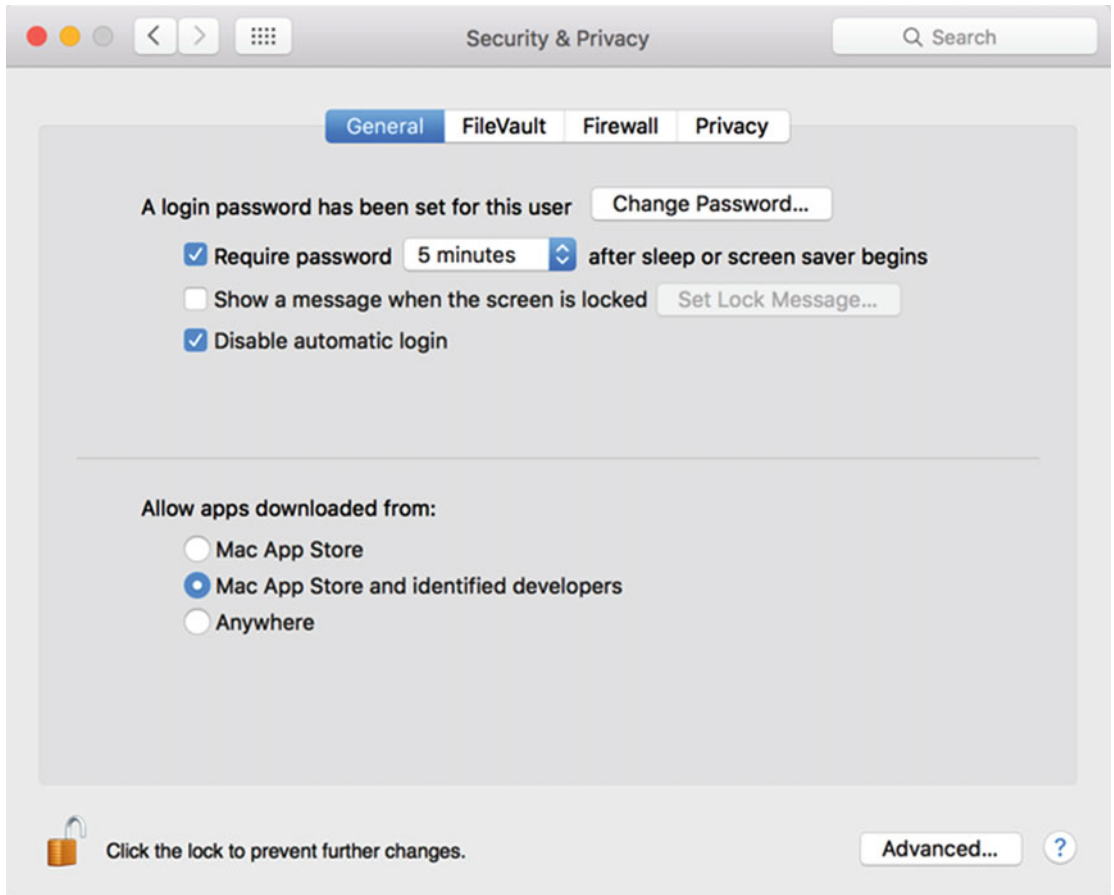 Security & Privacy
Search
General FileVault Firewall Privacy
A login password has been set for this user Change Password...
Require password 5 minutes after sleep or screen saver begins
Show a message when the screen is locked Set Lock Message...
Disable automatic login
Allow apps downloaded from:
Mac App Store
Mac App Store and identified developers
Anywhere
Click the lock to prevent further changes. Advanced... ?